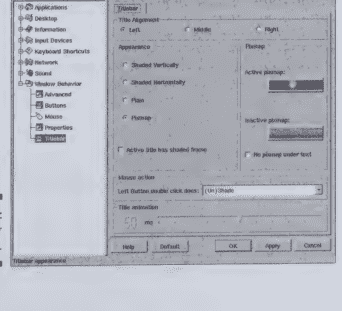 Applications
Desktop
Information
Input Devices
Keyboard Shortcuts
Network
Sound
Window Behavior
Advanced
Buttons
Mouse
Properties
Titlebar
Titlebar
Title Alignment
Left
Middle
Right
Appearance
Shaded Vertically
Shaded Horizontally
Plain
Pixmap
Active title has shaded frame
Pixmap
Active pixmap:
Inactive pixmap:
No pixmap under text
Mouse action
Left Button double click does: (Un)Shade
Title animation
50 ms
Help
Default
OK
Apply
Cancel
Titlebar appearance